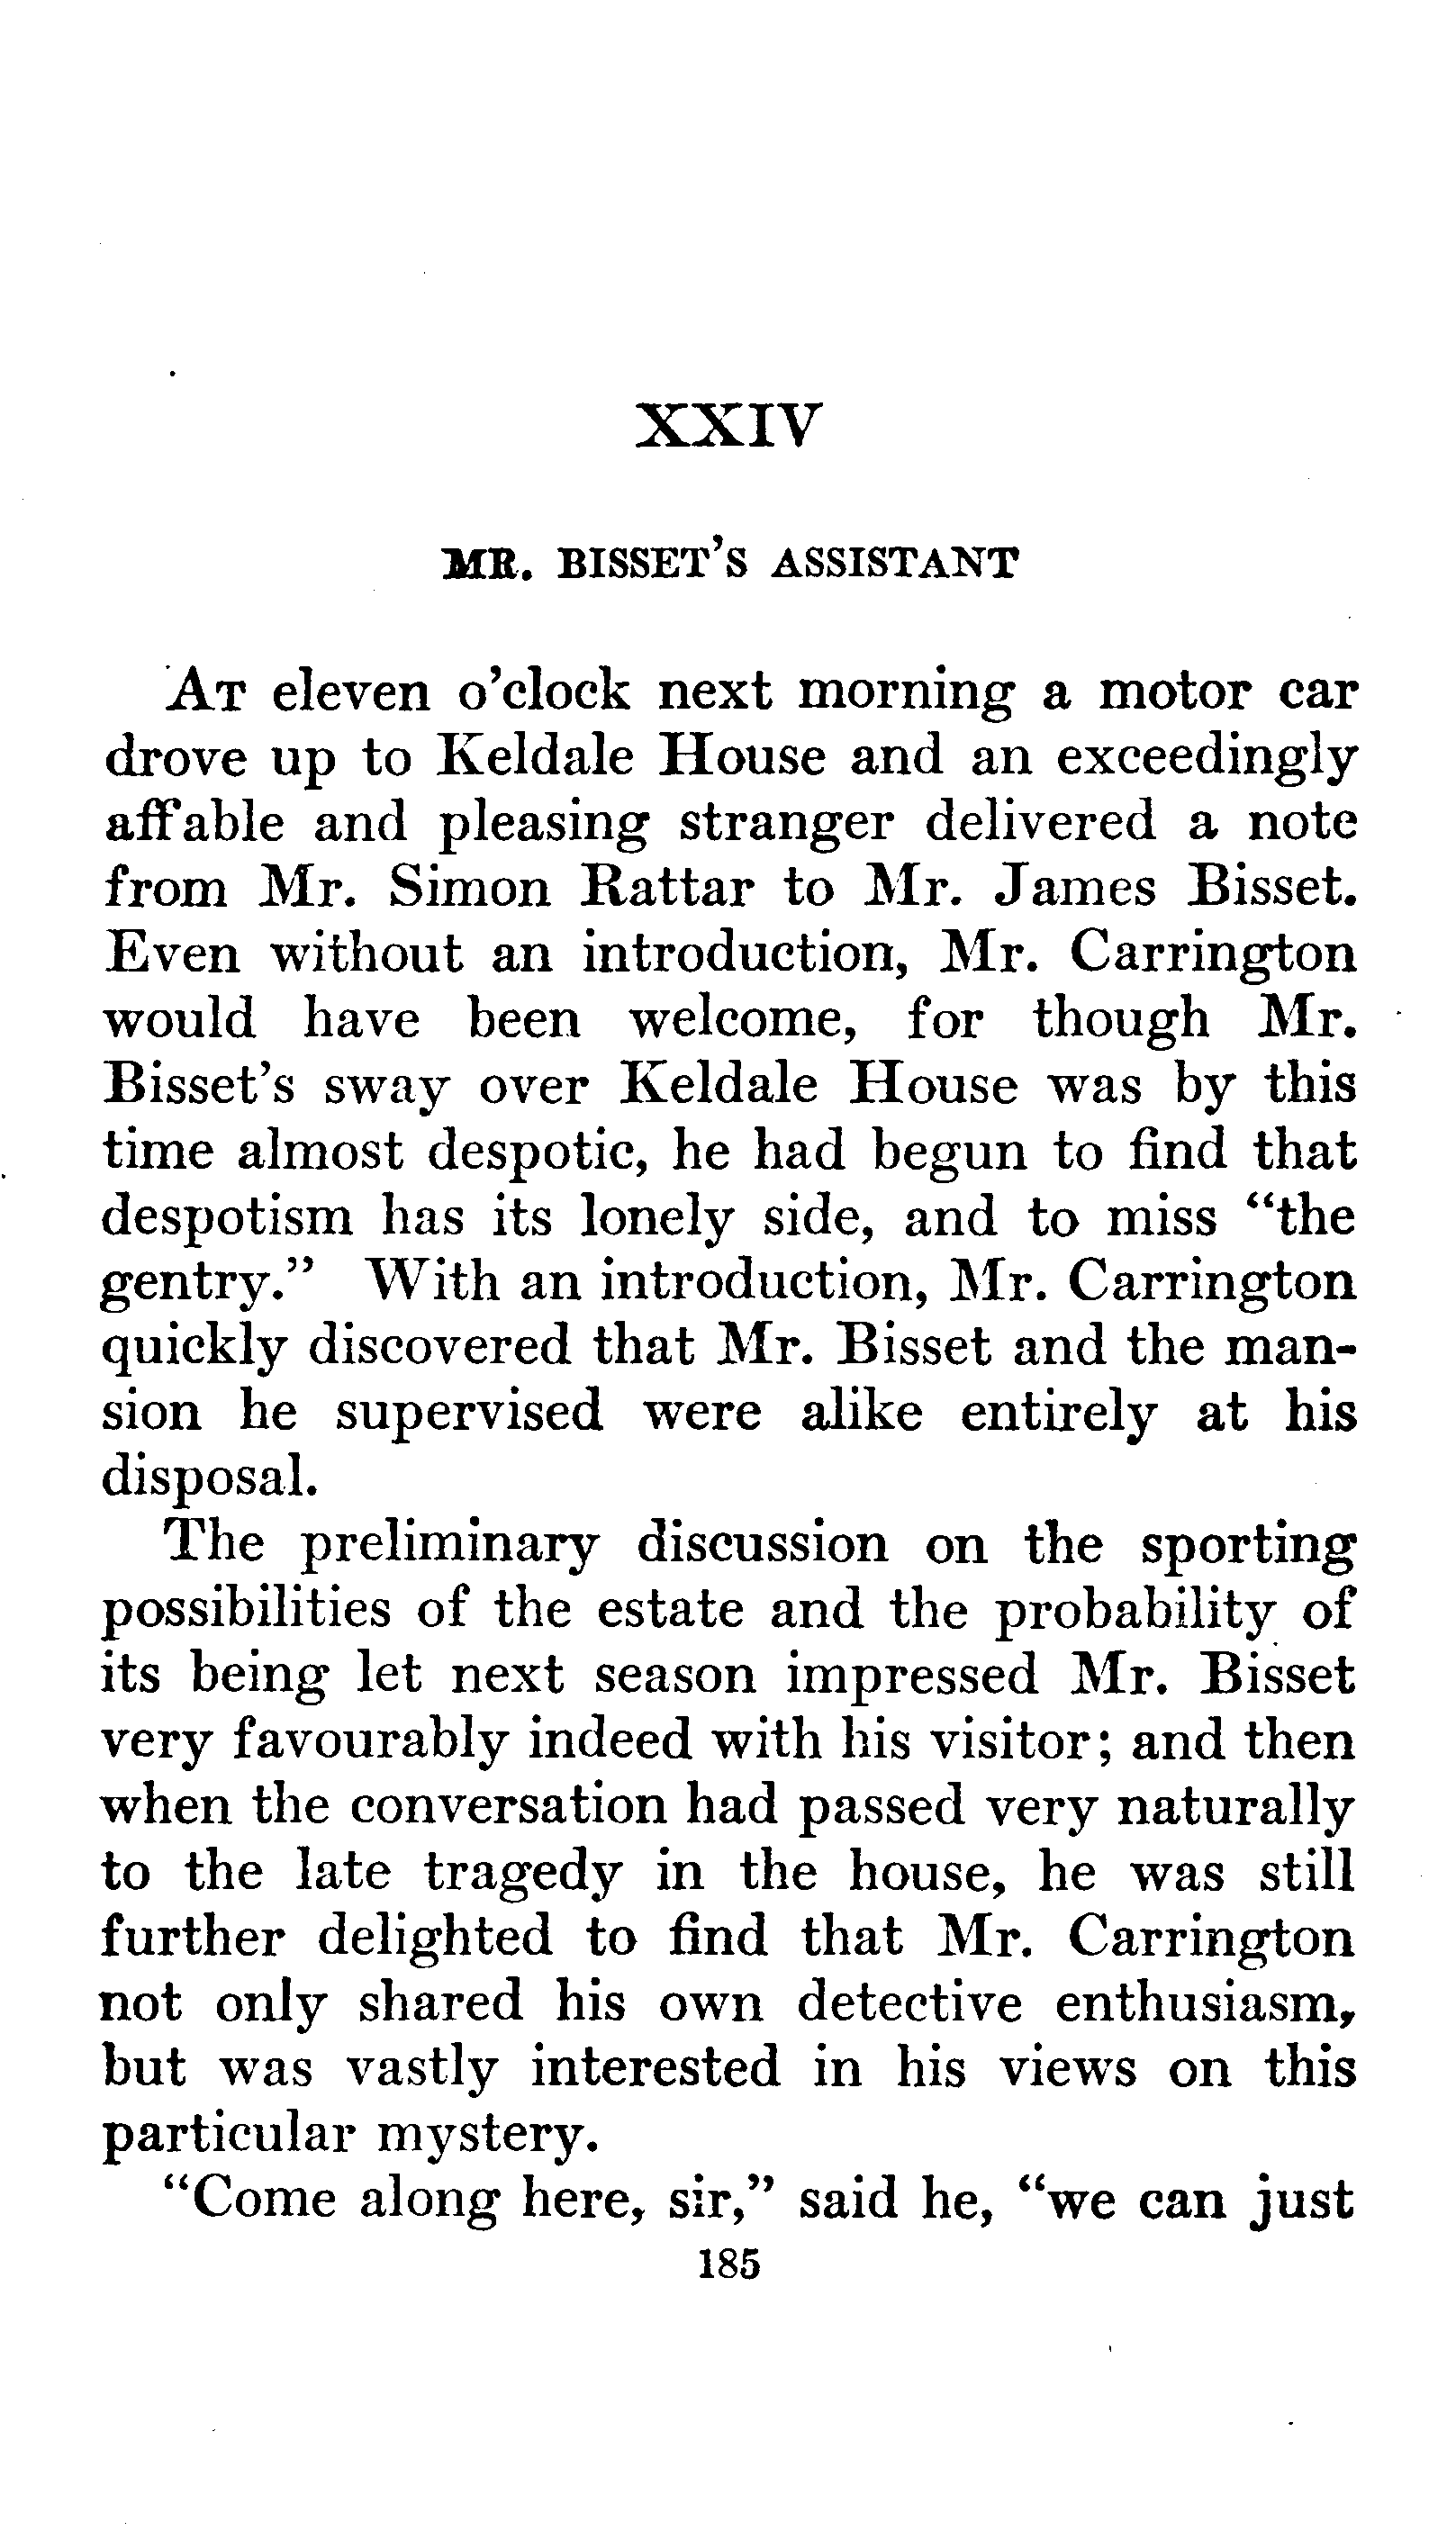 XXIV
MR. BISSET'S ASSISTANT
AT eleven o'clock next morning a motor car
drove up to Keldale House and an exceedingly
affable and pleasing stranger delivered a note
from Mr. Simon Rattar to Mr. James Bisset.
Even without an introduction, Mr. Carrington
would have been welcome, for though Mr.
Bisset's sway over Keldale House was by this
time almost despotic, he had begun to find that
despotism has its lonely side, and to miss "the
gentry." With an introduction, Mr. Carrington
quickly discovered that Mr. Bisset and the man-
sion he supervised were alike entirely at his
disposal.
The preliminary discussion on the sporting
possibilities of the estate and the probability of
its being let next season impressed Mr. Bisset
very favourably indeed with his visitor; and then
when the conversation had passed very naturally
to the late tragedy in the house, he was still
further delighted to find that Mr. Carrington
not only shared his own detective enthusiasm,
but was vastly interested in his views on this
particular mystery.
"Come along here, sir," said he, "we can just
185